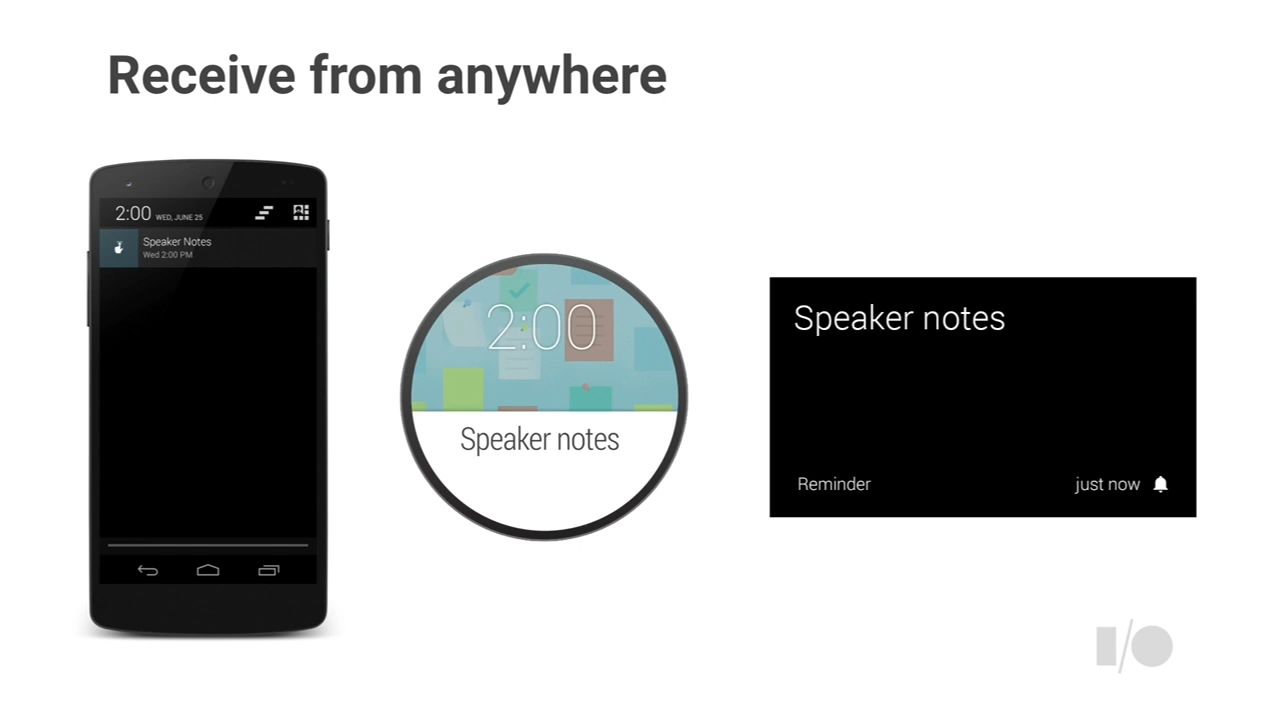 Receive from anywhere
2:00 WED, JUNE 25
Speaker Notes
Wed 2:00 PM
2:00
Speaker notes
Speaker notes
Reminder
just now
I/O